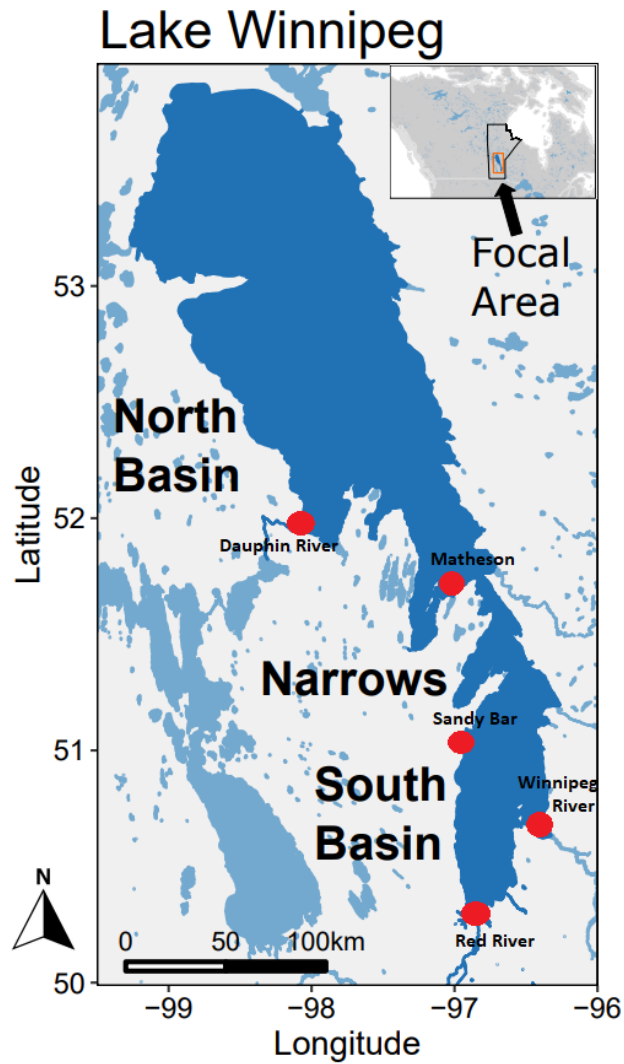 Lake Winnipeg
Focal
Area
53
North
Basin
52
Dauphin River
Matheson
Latitude
Narrows
Sandy Bar
51
South
Basin
Winnipeg
River
N
0 50 100km
Red River
50
−99 −98 −97 −96
Longitude